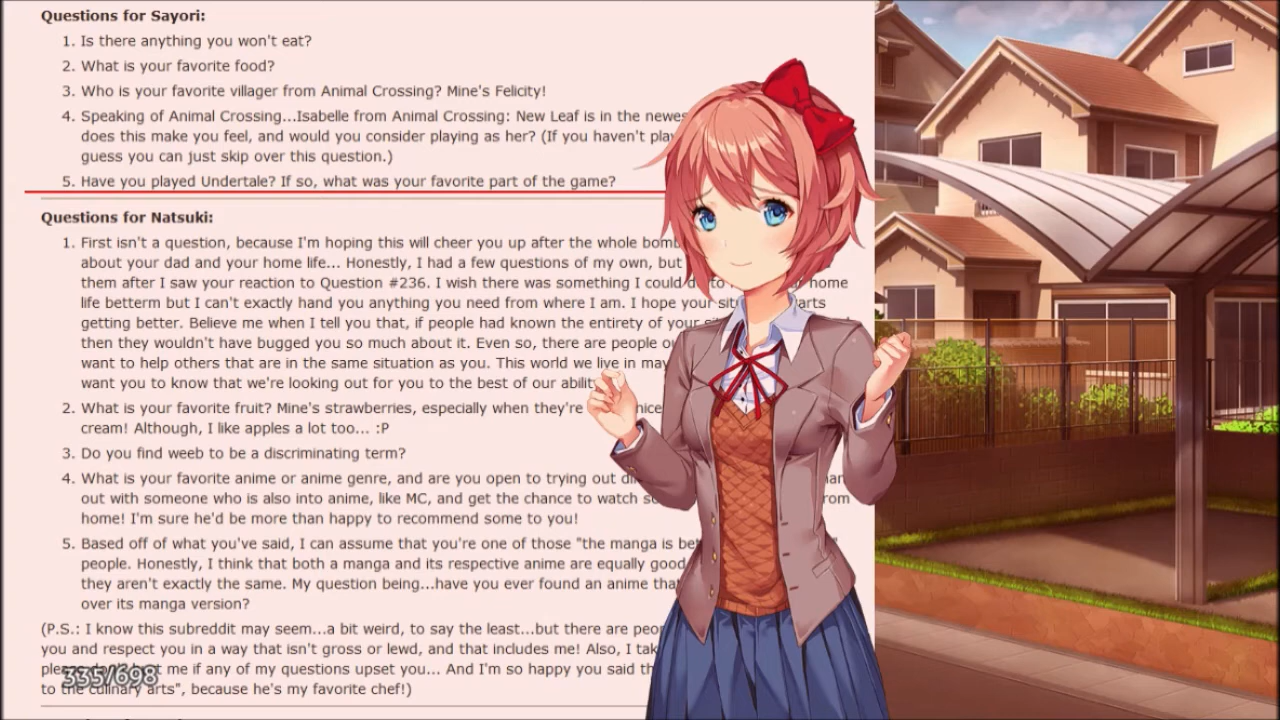 Questions for Sayori:
1. Is there anything you won't eat?
2. What is your favorite food?
3. Who is your favorite villager from Animal Crossing? Mine's Felicity!
4. Speaking of Animal Crossing...Isabelle from Animal Crossing: New Leaf is in the
does this make you feel, and would you consider playing as her? (If you haven't
guess you can just skip over this question.)
5. Have you played Undertale? If so, what was your favorite part of the game?
Questions for Natsuki:
1. First isn't a question, because I'm hoping this will cheer you up after the whole
about your dad and your home life... Honestly, I had a few questions of my own, but
them after I saw your reaction to Question #236. I wish there was something I could home
life betterm but I can't exactly hand you anything you need from where I am. I hope your
getting better. Believe me when I tell you that, if people had known the entirety of your
then they wouldn't have bugged you so much about it. Even so, there are people
want to help others that are in the same situation as you. This world we live in may
want you to know that we're looking out for you to the best of our
2. What is your favorite fruit? Mine's strawberries, especially when they're nice
cream! Although, I like apples a lot too... :P
3. Do you find weeb to be a discriminating term?
4. What is your favorite anime or anime genre, and are you open to trying out
out with someone who is also into anime, like MC, and get the chance to watch from
home! I'm sure he'd be more than happy to recommend some to you!
5. Based off of what you've said, I can assume that you're one of those "the manga is
people. Honestly, I think that both a manga and its respective anime are equally good
they aren't exactly the same. My question being...have you ever found an anime that
over its manga version?
(P.S.: I know this subreddit may seem...a bit weird, to say the least...but there are
you and respect you in a way that isn't gross or lewd, and that includes me! Also, I
me if any of my questions upset you... And I'm so happy you said
to the culinary arts", because he's my favorite chef!)
335/698